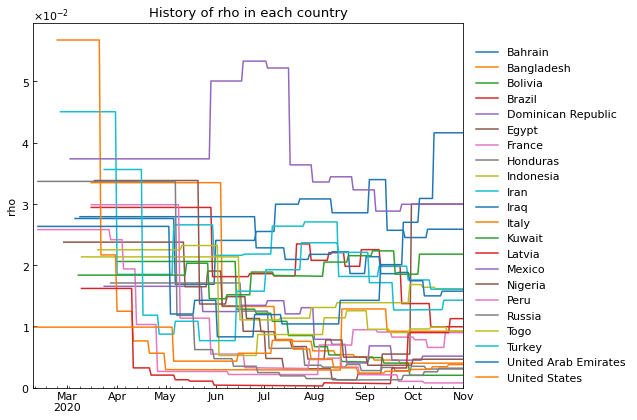 History of rho in each country
×10⁻²
5
4
3
2
1
0
rho
Mar
2020
Apr
May
Jun
Jul
Aug
Sep
Oct
Nov
Bahrain
Bangladesh
Bolivia
Brazil
Dominican Republic
Egypt
France
Honduras
Indonesia
Iran
Iraq
Italy
Kuwait
Latvia
Mexico
Nigeria
Peru
Russia
Togo
Turkey
United Arab Emirates
United States